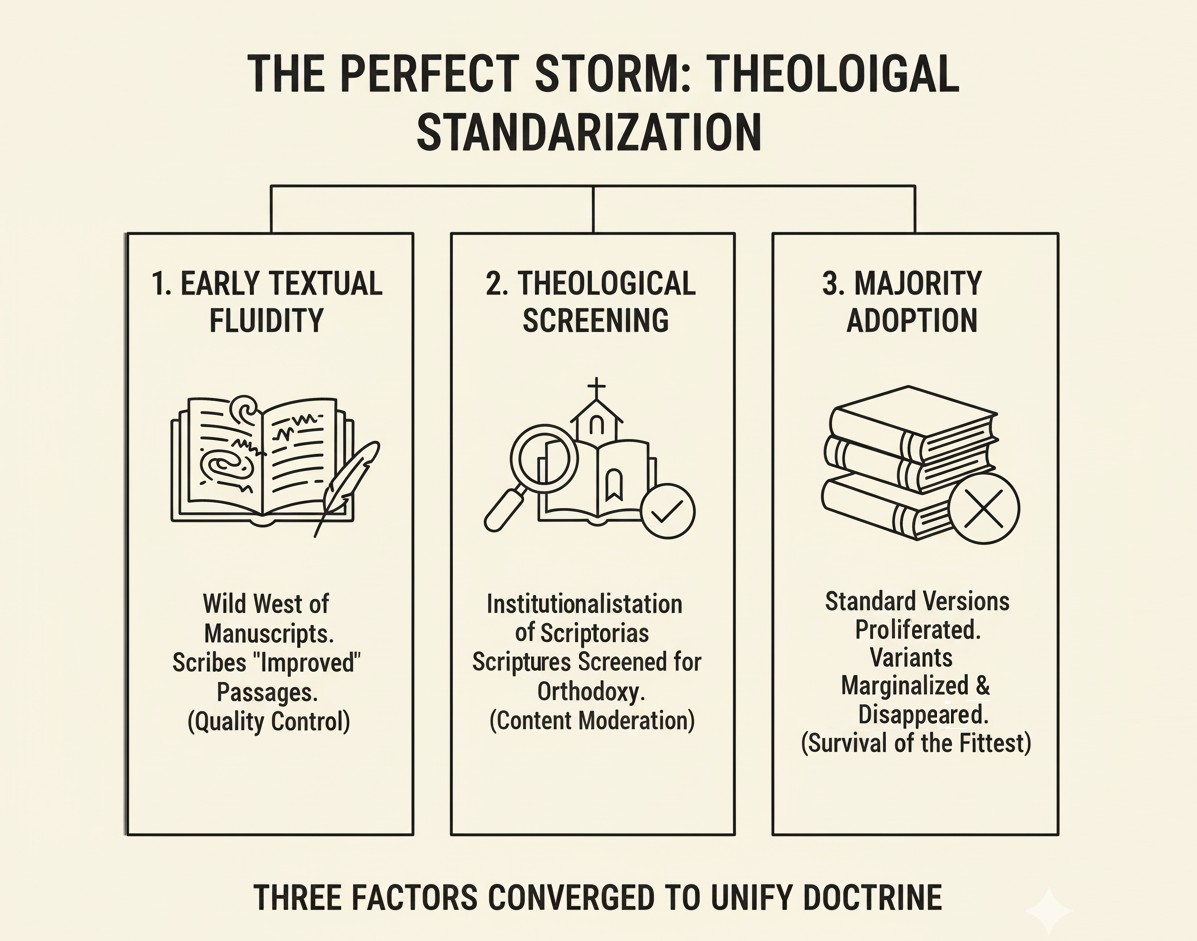 THE PERFECT STORM: THEOLOIGAL
STANDARIZATION
1. EARLY TEXTUAL
FLUIDITY
Wild West of
Manuscripts.
Scribes "Improved"
Passages.
(Quality Control)
2. THEOLOGICAL
SCREENING
Institutionalistation
of Scriptorias
Scriptures Screened for
Orthodoxy.
(Content Moderation)
3. MAJORITY
ADOPTION
Standard Versions
Proliferated.
Variants
Marginalized &
Disappeared.
(Survival of the Fittest)
THREE FACTORS CONVERGED TO UNIFY DOCTRINE